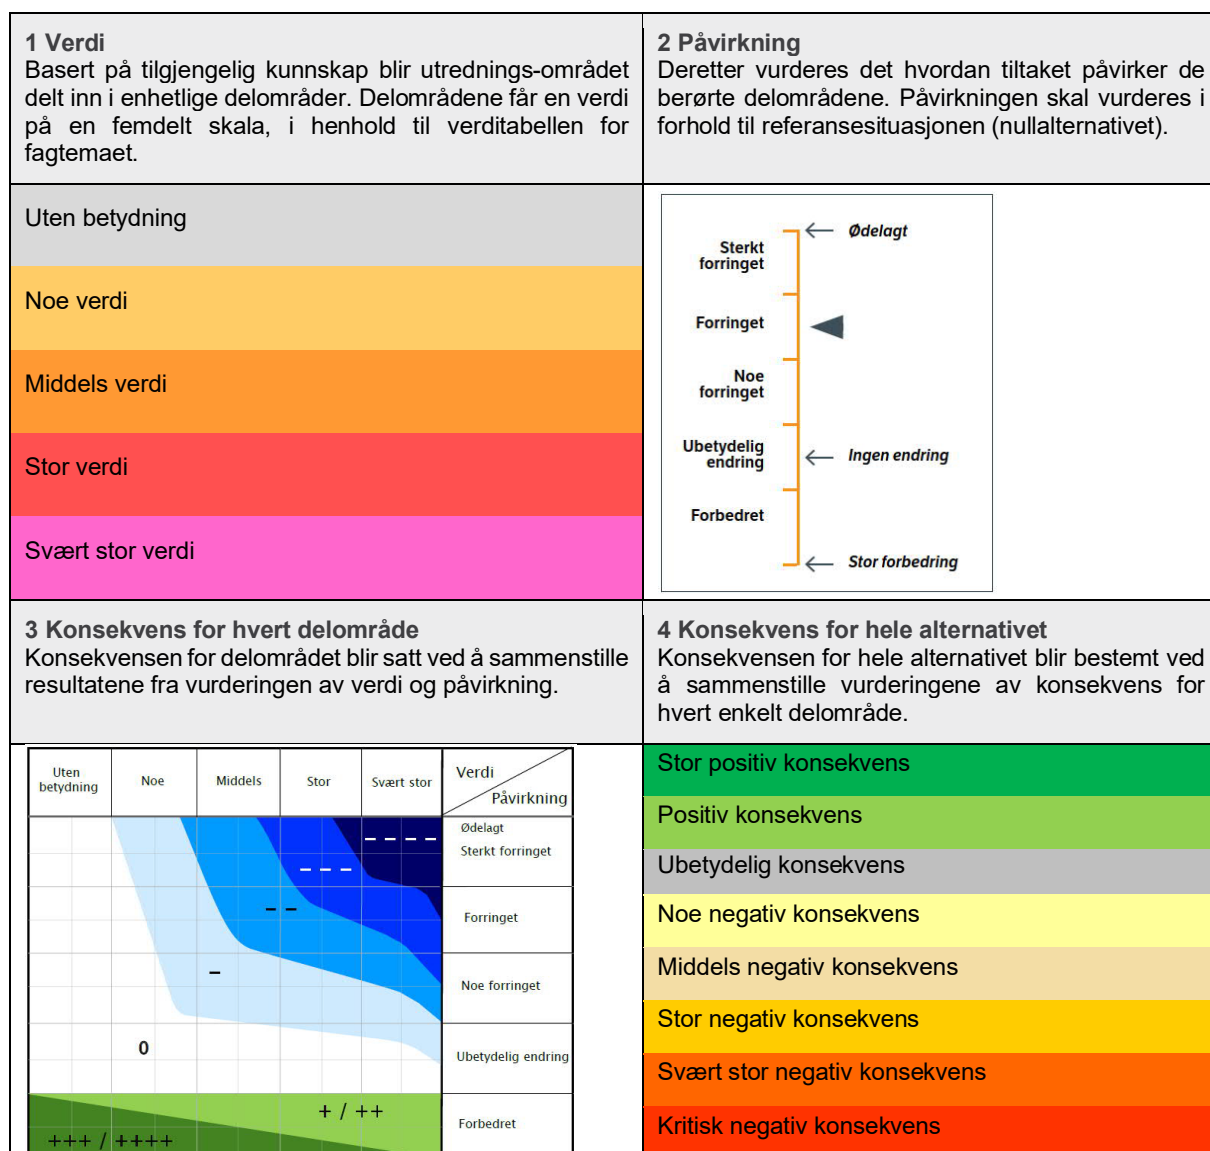 1 Verdi
Basert på tilgjengelig kunnskap blir utrednings-området
delt inn i enhetlige delområder. Delområdene får en verdi
på en femdelt skala, i henhold til verditabellen for
fagtemaet.
2 Påvirkning
Deretter vurderes det hvordan tiltaket påvirker de
berørte delområdene. Påvirkningen skal vurderes i
forhold til referansesituasjonen (nullalternativet).
Uten betydning
Noe verdi
Middels verdi
Stor verdi
Svært stor verdi
Ødelagt
Sterkt
forringet
Forringet
Noe
forringet
Ubetydelig
endring
Ingen endring
Forbedret
Stor forbedring
3 Konsekvens for hvert delområde
Konsekvensen for delområdet blir satt ved å sammenstille
resultatene fra vurderingen av verdi og påvirkning.
4 Konsekvens for hele alternativet
Konsekvensen for hele alternativet blir bestemt ved
å sammenstille vurderingene av konsekvens for
hvert enkelt delområde.
Uten
betydning
Noe
Middels
Stor
Svært stor
Verdi
Påvirkning
Ødelagt
Sterkt forringet
– – – –
– – –
– –
Forringet
–
Noe forringet
0
Ubetydelig endring
+ / ++
Forbedret
+++ / ++++
Stor positiv konsekvens
Positiv konsekvens
Ubetydelig konsekvens
Noe negativ konsekvens
Middels negativ konsekvens
Stor negativ konsekvens
Svært stor negativ konsekvens
Kritisk negativ konsekvens